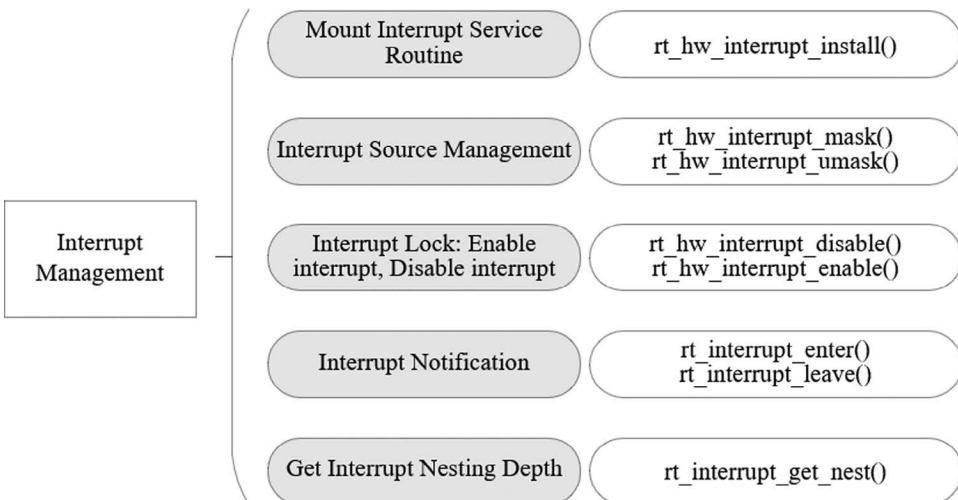 Interrupt
Management
Mount Interrupt Service
Routine
rt_hw_interrupt_install()
Interrupt Source Management
rt_hw_interrupt_mask()
rt_hw_interrupt_umask()
Interrupt Lock: Enable
interrupt, Disable interrupt
rt_hw_interrupt_disable()
rt_hw_interrupt_enable()
Interrupt Notification
rt_interrupt_enter()
rt_interrupt_leave()
Get Interrupt Nesting Depth
rt_interrupt_get_nest()